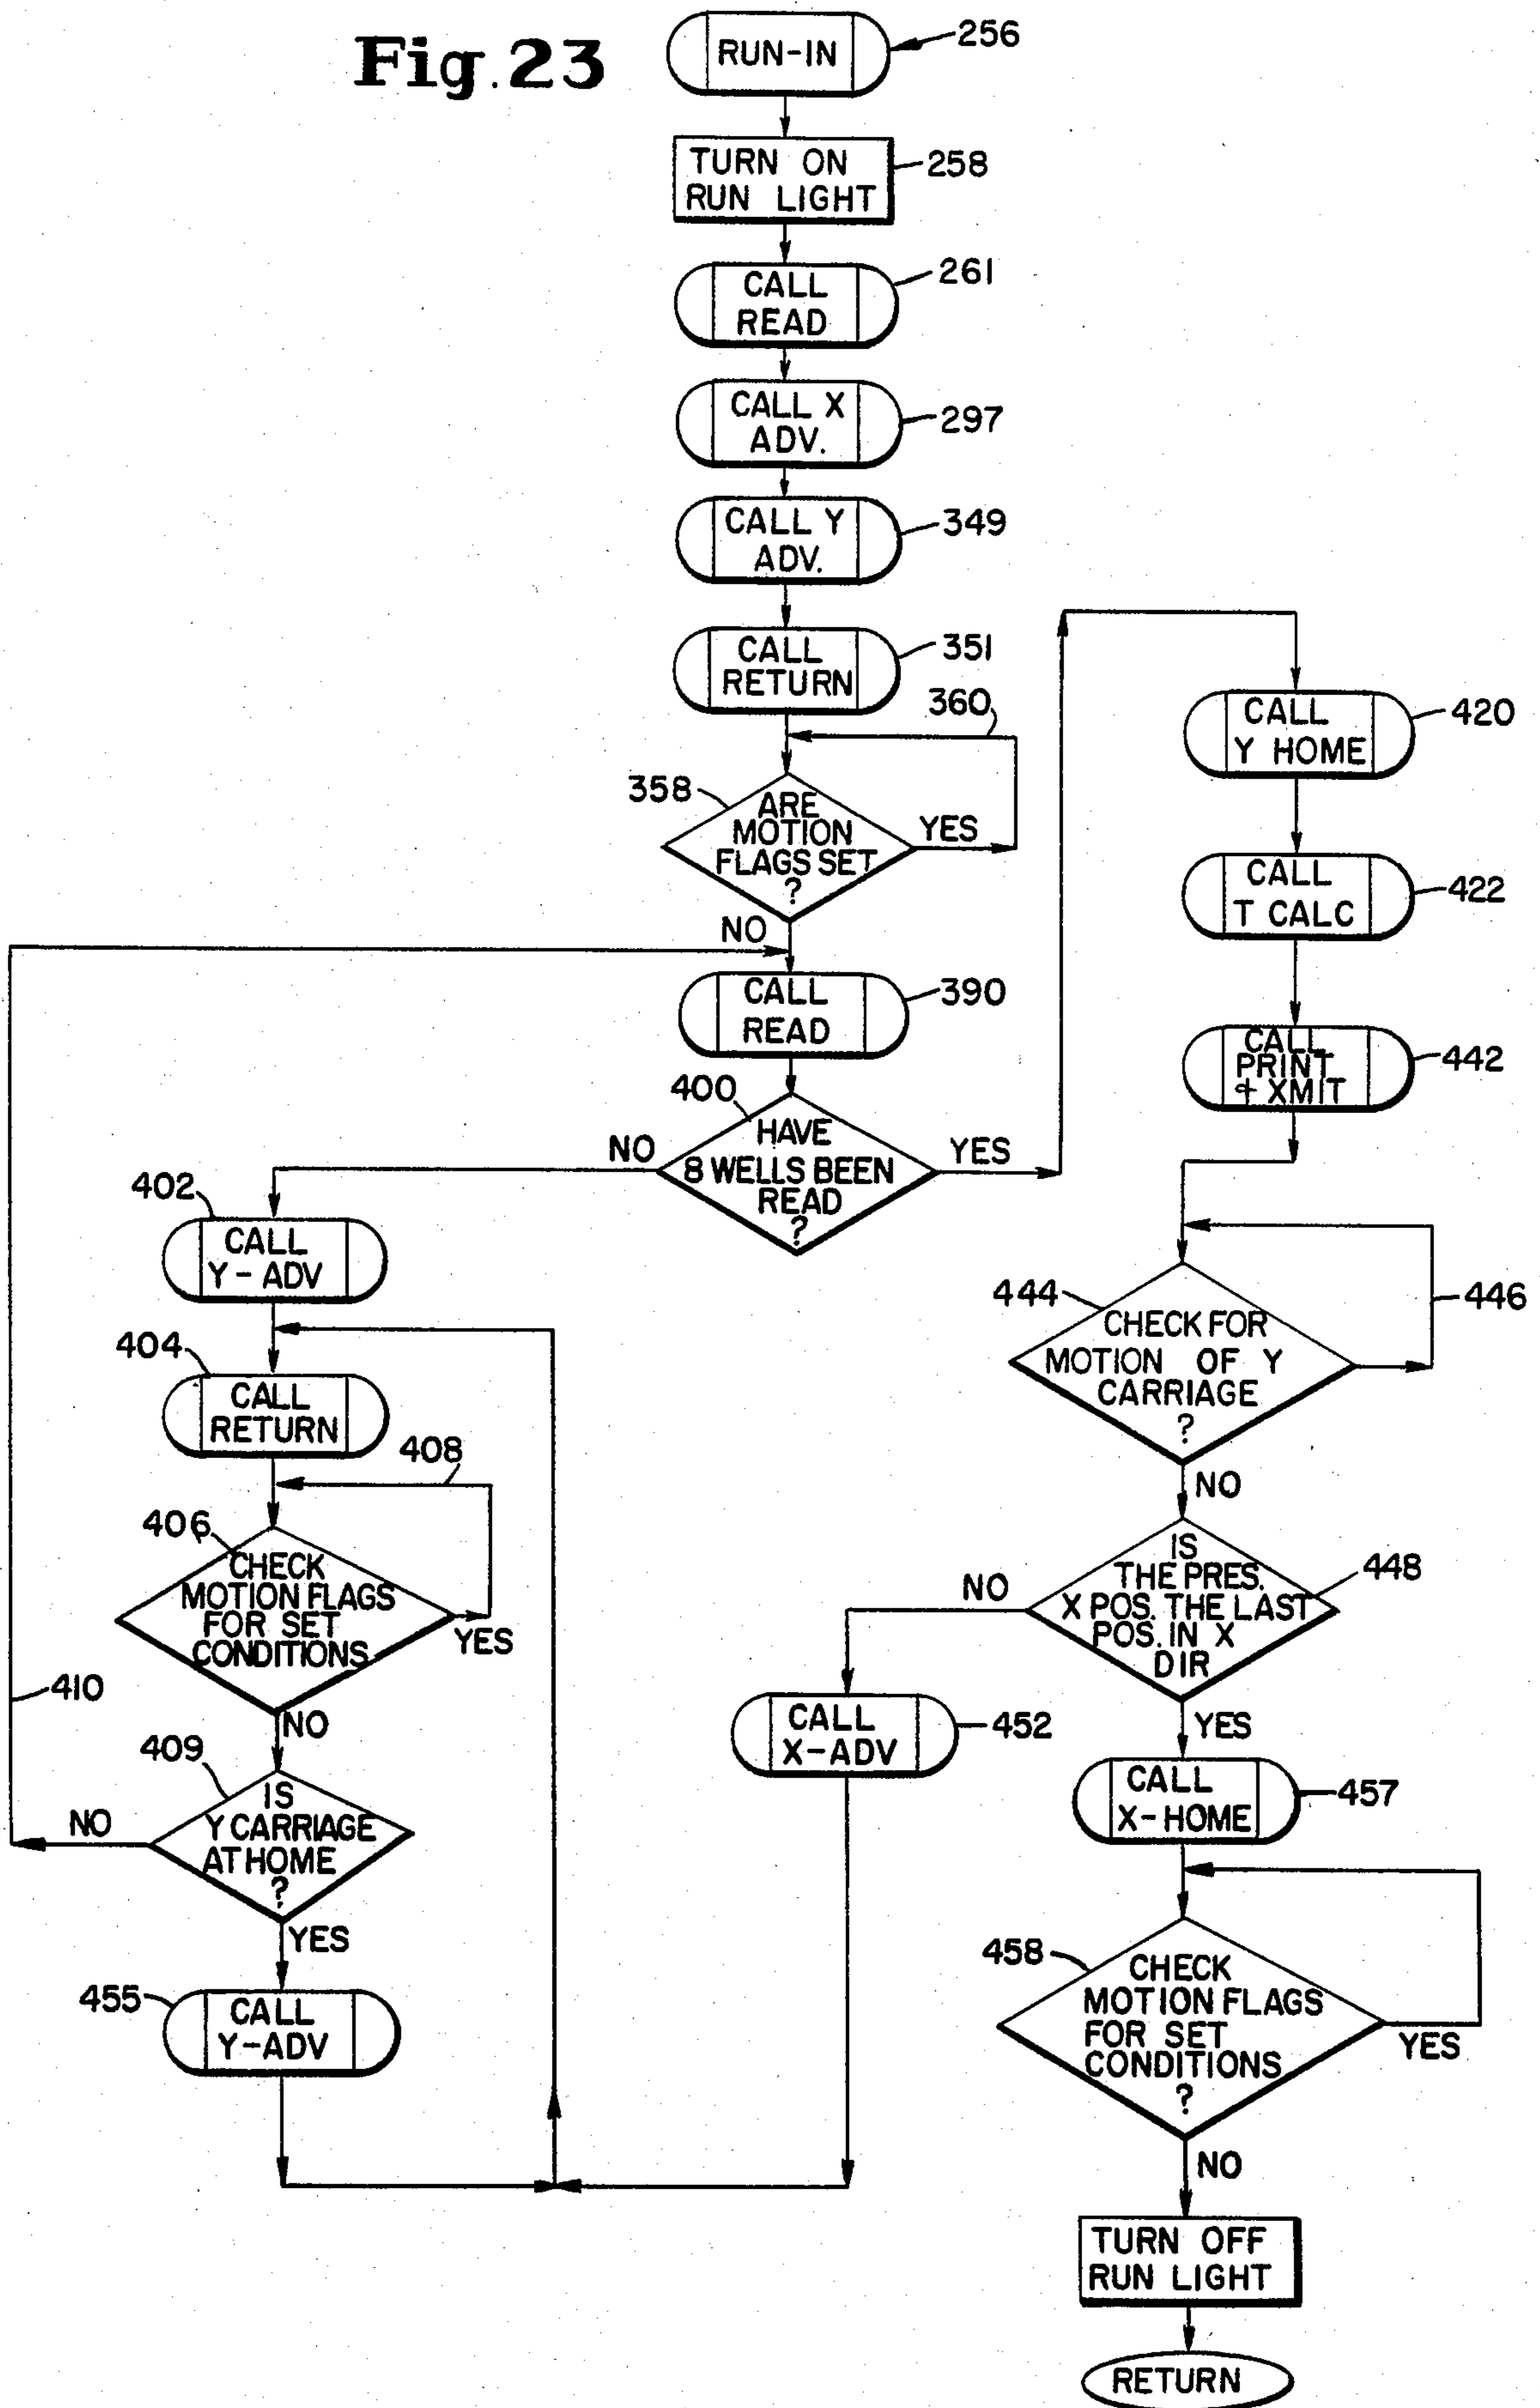 Fig. 23
RUN-IN
256
TURN ON
RUN LIGHT
258
CALL
READ
261
CALL X
ADV.
297
CALL Y
ADV.
349
CALL
RETURN
351
360
358
ARE
MOTION
FLAGS SET
?
YES
NO
CALL
READ
390
400
HAVE
8 WELLS BEEN
READ
?
NO
YES
402
CALL
Y-ADV
404
CALL
RETURN
408
406
CHECK
MOTION FLAGS
FOR SET
CONDITIONS
YES
NO
410
409
IS
Y CARRIAGE
AT HOME
?
NO
YES
455
CALL
Y-ADV
CALL
Y HOME
420
CALL
T CALC
422
CALL
PRINT
& XMIT
442
444
CHECK FOR
MOTION OF Y
CARRIAGE
?
446
NO
IS
THE PRES.
X POS. THE LAST
POS. IN X
DIR
448
NO
YES
CALL
X-ADV
452
CALL
X-HOME
457
458
CHECK
MOTION FLAGS
FOR SET
CONDITIONS
?
YES
NO
TURN OFF
RUN LIGHT
RETURN